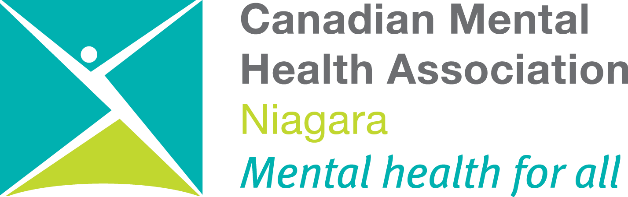 Canadian Mental
Health Association
Niagara
Mental health for all